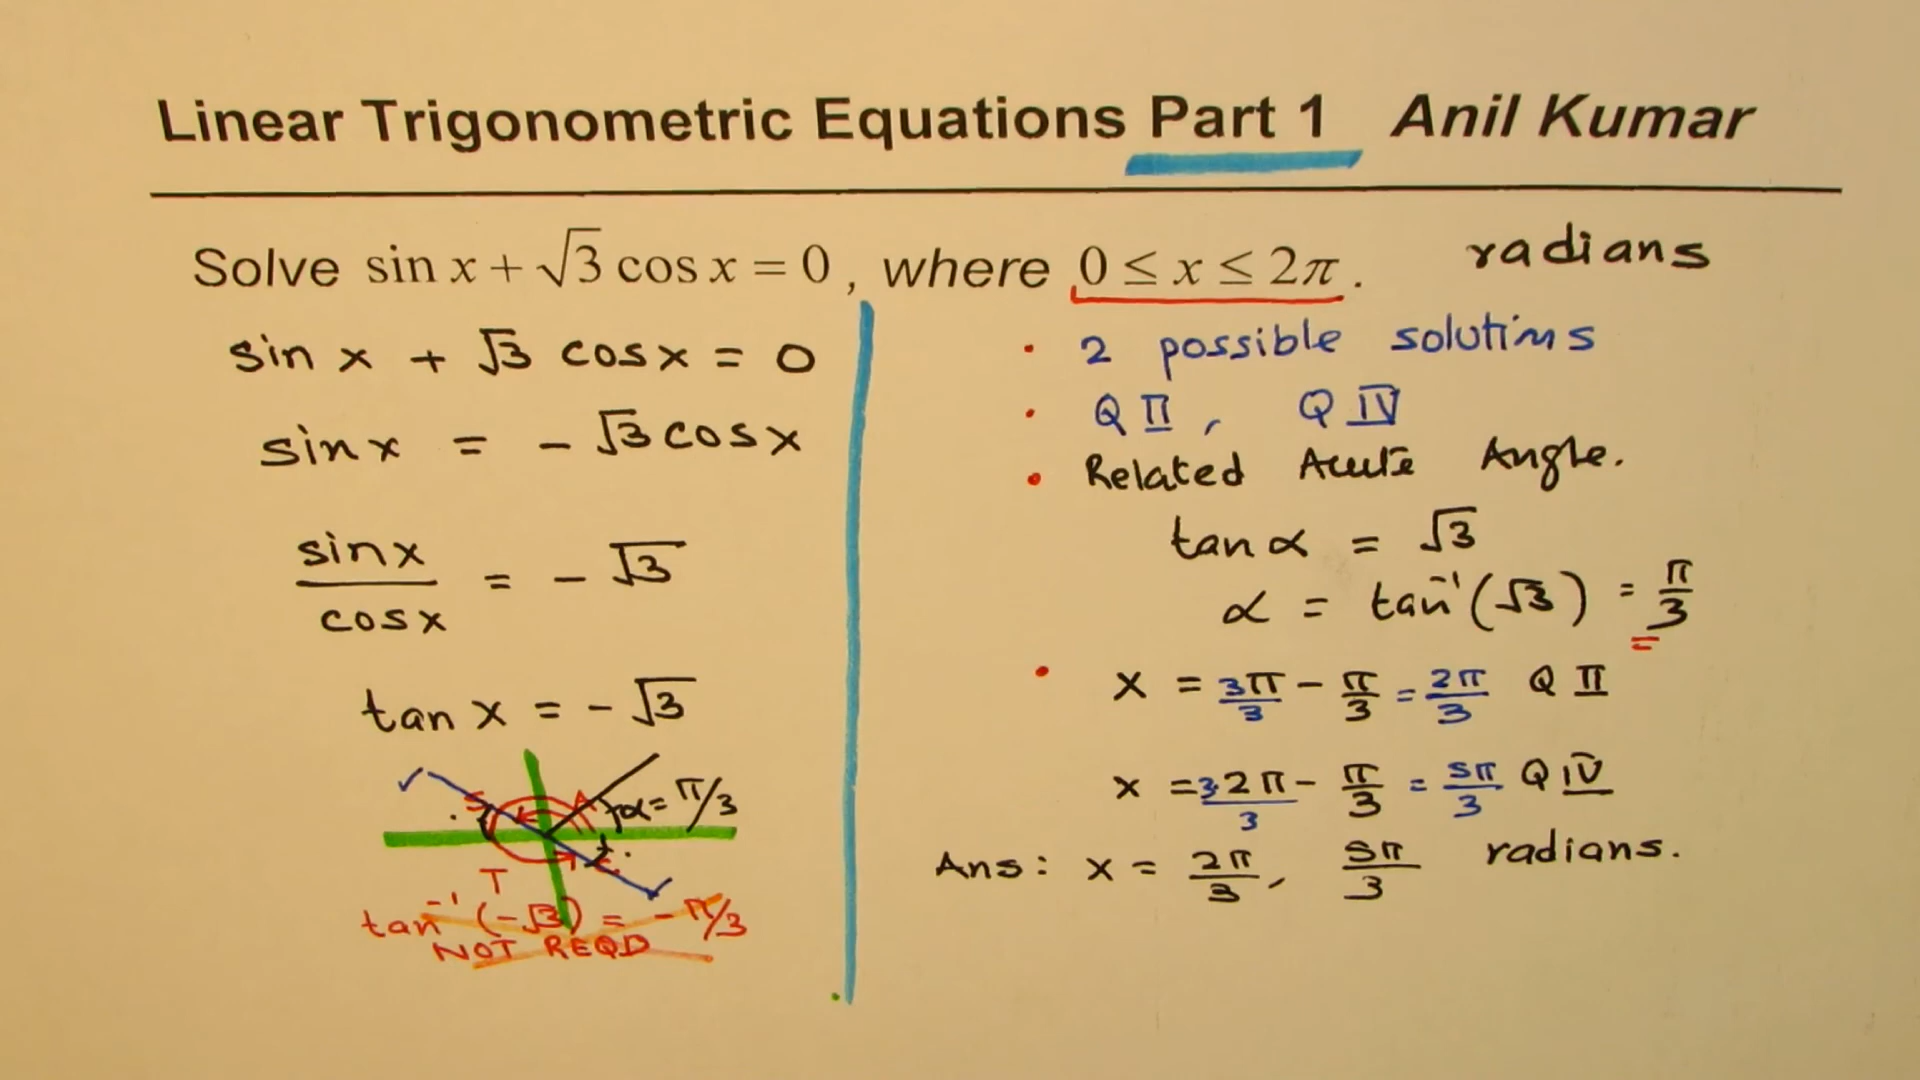 Linear Trigonometric Equations Part 1 Anil Kumar
Solve sin x + √3 cos x = 0, where 0 ≤ x ≤ 2π.
radians
sin x + √3 cos x = 0
sin x = - √3 cos x
sin x / cos x = - √3
tan x = - √3
S A
α = π/3
T C
tan⁻¹ (-√3) = - π/3
NOT REQD
• 2 possible solutions
• Q II, Q IV
• Related Acute Angle.
tan α = √3
α = tan⁻¹(√3) = π/3
• x = 3π/3 - π/3 = 2π/3 Q II
x = 3·2π/3 - π/3 = 5π/3 Q IV
Ans: x = 2π/3, 5π/3 radians.